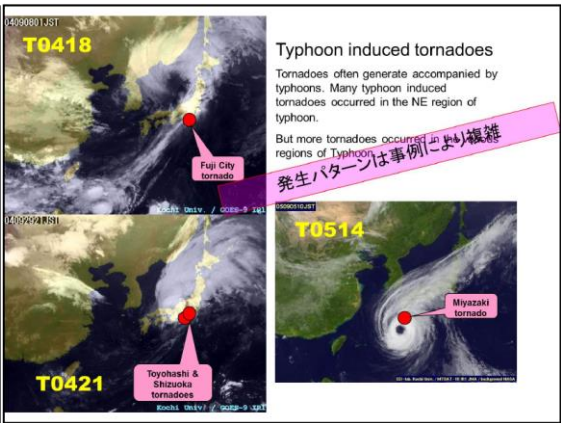 04090801JST
T0418
Fuji City
tornado
Kochi Univ. / GOES-9 IR1
Typhoon induced tornadoes
Tornadoes often generate accompanied by
typhoons. Many typhoon induced
tornadoes occurred in the NE region of
typhoon.
But more tornadoes occurred in the
regions of Typhoon.
発生パターンは事例により複雑
04092921JST
Toyohashi &
Shizuoka
tornadoes
T0421
Kochi Univ. / GOES-9 IR1
05090510JST
T0514
Miyazaki
tornado